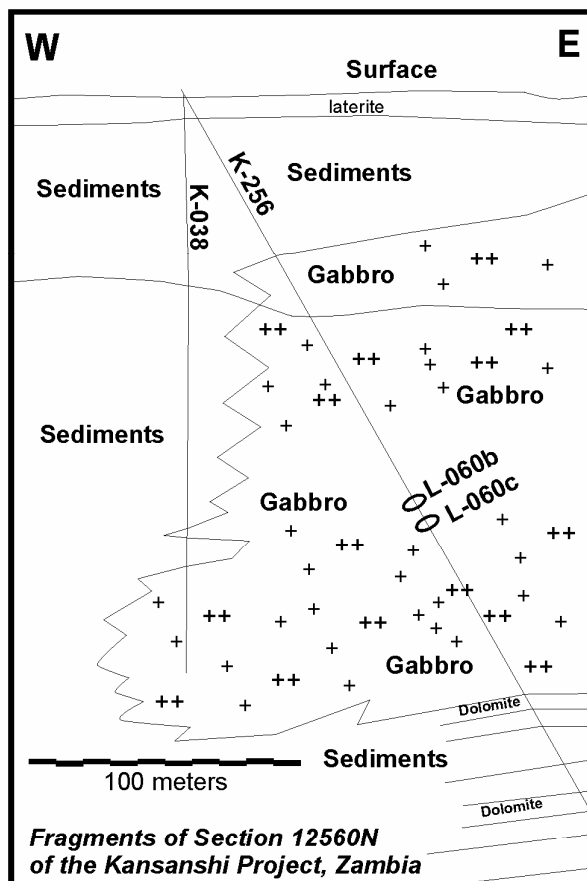 W
E
Surface
laterite
Sediments
K-038
K-256
Sediments
Gabbro
Gabbro
Sediments
Gabbro
L-060b
L-060c
Gabbro
Dolomite
Sediments
100 meters
Dolomite
Fragments of Section 12560N
of the Kansanshi Project, Zambia